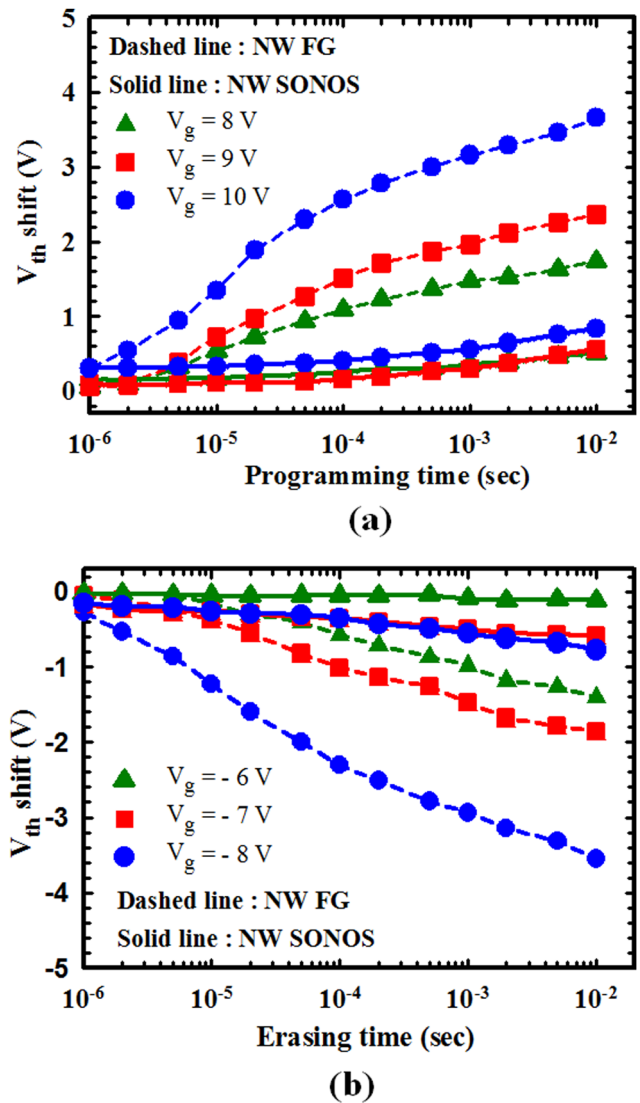 5
Dashed line : NW FG
Solid line : NW SONOS
4
V_g = 8 V
V_g = 9 V
3
V_g = 10 V
2
1
0
V_th shift (V)
10^-6 10^-5 10^-4 10^-3 10^-2
Programming time (sec)
(a)
0
-1
-2
V_g = - 6 V
-3
V_g = - 7 V
V_g = - 8 V
-4
Dashed line : NW FG
Solid line : NW SONOS
-5
V_th shift (V)
10^-6 10^-5 10^-4 10^-3 10^-2
Erasing time (sec)
(b)